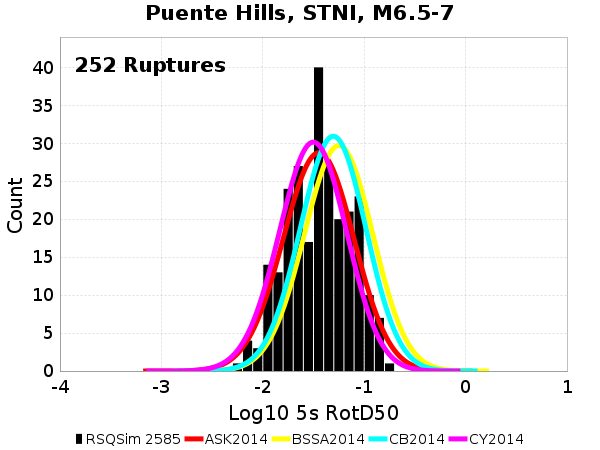 Puente Hills, STNI, M6.5-7
252 Ruptures
Count
40
35
30
25
20
15
10
5
0
-4 -3 -2 -1 0 1
Log10 5s RotD50
RSQSim 2585 ASK2014 BSSA2014 CB2014 CY2014